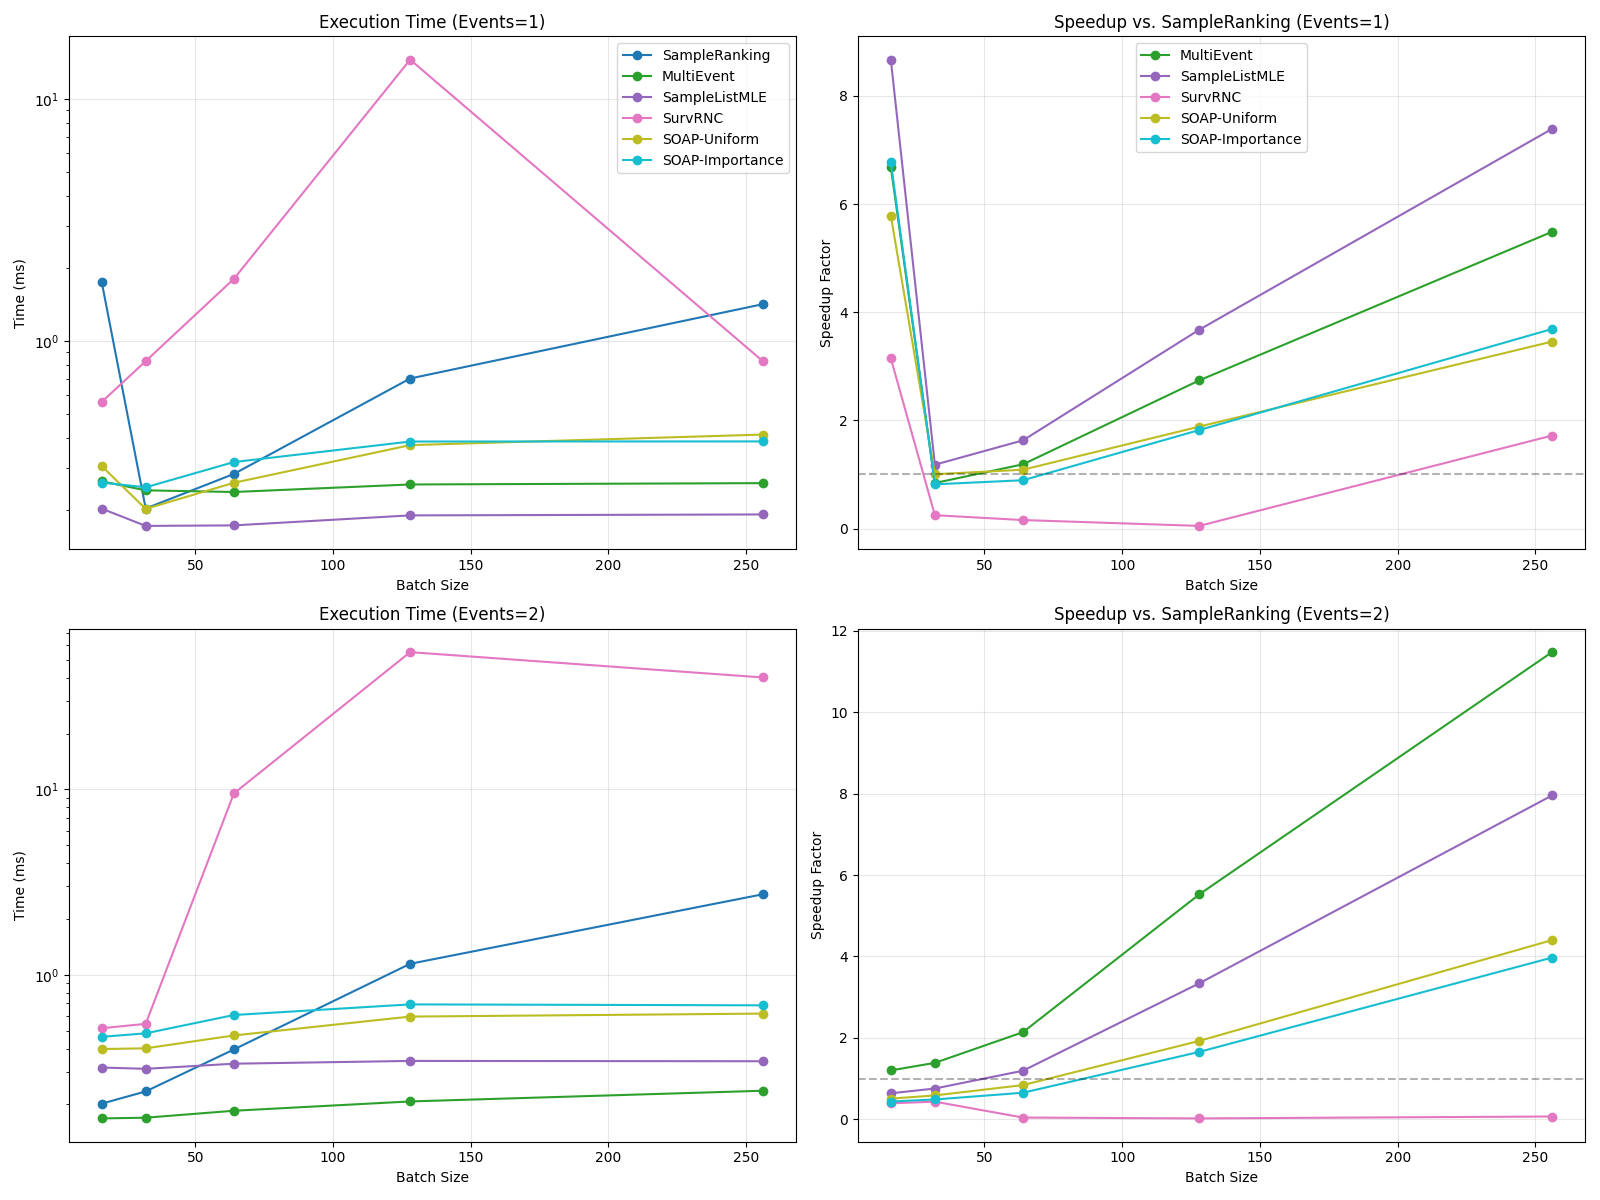 Execution Time (Events=1)
Time (ms)
10¹
10⁰
50
100
150
200
250
Batch Size
SampleRanking
MultiEvent
SampleListMLE
SurvRNC
SOAP-Uniform
SOAP-Importance
Speedup vs. SampleRanking (Events=1)
Speedup Factor
8
6
4
2
0
50
100
150
200
250
Batch Size
MultiEvent
SampleListMLE
SurvRNC
SOAP-Uniform
SOAP-Importance
Execution Time (Events=2)
Time (ms)
10¹
10⁰
50
100
150
200
250
Batch Size
Speedup vs. SampleRanking (Events=2)
Speedup Factor
12
10
8
6
4
2
0
50
100
150
200
250
Batch Size